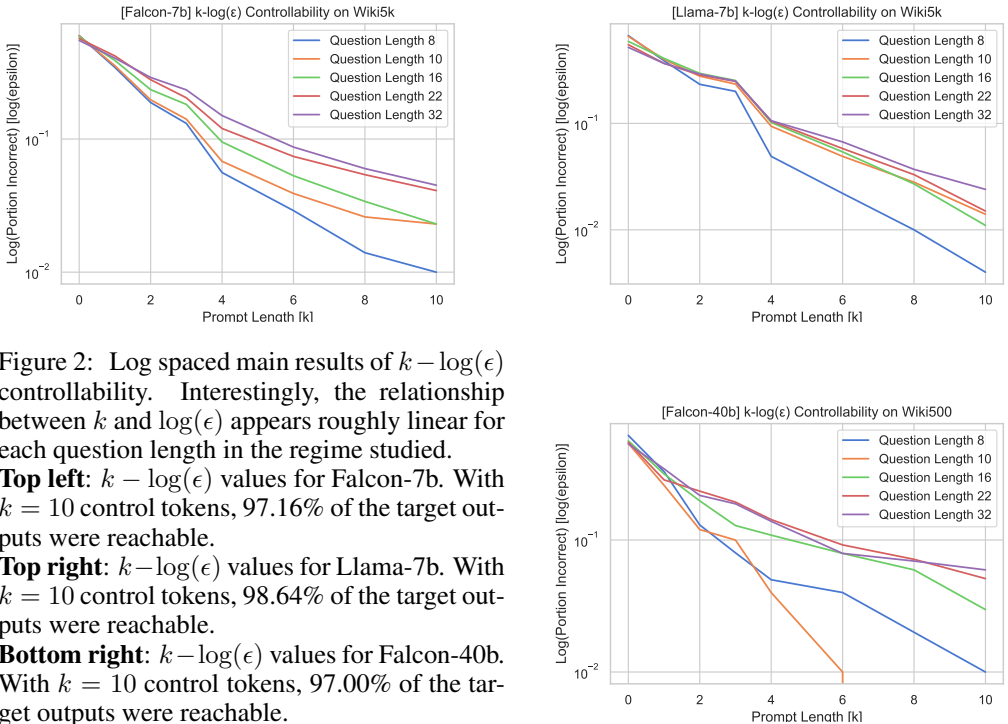 [Falcon-7b] k-log(ε) Controllability on Wiki5k
Log(Portion Incorrect) [log(epsilon)]
10⁻¹
10⁻²
Question Length 8
Question Length 10
Question Length 16
Question Length 22
Question Length 32
0 2 4 6 8 10
Prompt Length [k]
[Llama-7b] k-log(ε) Controllability on Wiki5k
Log(Portion Incorrect) [log(epsilon)]
10⁻¹
10⁻²
Question Length 8
Question Length 10
Question Length 16
Question Length 22
Question Length 32
0 2 4 6 8 10
Prompt Length [k]
Figure 2: Log spaced main results of k − log(ϵ)
controllability. Interestingly, the relationship
between k and log(ϵ) appears roughly linear for
each question length in the regime studied.
Top left: k − log(ϵ) values for Falcon-7b. With
k = 10 control tokens, 97.16% of the target out-
puts were reachable.
Top right: k−log(ϵ) values for Llama-7b. With
k = 10 control tokens, 98.64% of the target out-
puts were reachable.
Bottom right: k−log(ϵ) values for Falcon-40b.
With k = 10 control tokens, 97.00% of the tar-
get outputs were reachable.
[Falcon-40b] k-log(ε) Controllability on Wiki500
Log(Portion Incorrect) [log(epsilon)]
10⁻¹
10⁻²
Question Length 8
Question Length 10
Question Length 16
Question Length 22
Question Length 32
0 2 4 6 8 10
Prompt Length [k]